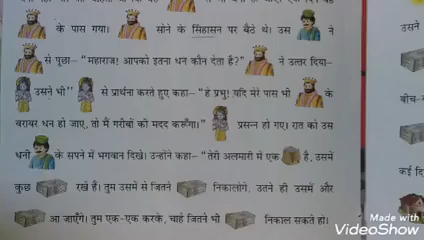 के पास गया। सोने के सिंहासन पर बैठे थे। उस ने
उसने
से पूछा– "महाराज! आपको इतना धन कौन देता है?" ने उत्तर दिया–
उसने भी" से प्रार्थना करते हुए कहा– "हे प्रभु! यदि मेरे पास भी के
बराबर धन हो जाए, तो मैं गरीबों की मदद करूँगा।" प्रसन्न हो गए। रात को उस
बीच-
धनी के सपने में भगवान दिखे। उन्होंने कहा– "तेरी अलमारी में एक है, उसमें
कई
कुछ रखे हैं। तुम उसमें से जितने निकालोगे, उतने ही उसमें और
आ जाएँगे। तुम एक-एक करके, चाहे जितने भी निकाल सकते हो।
Made with
VideoShow